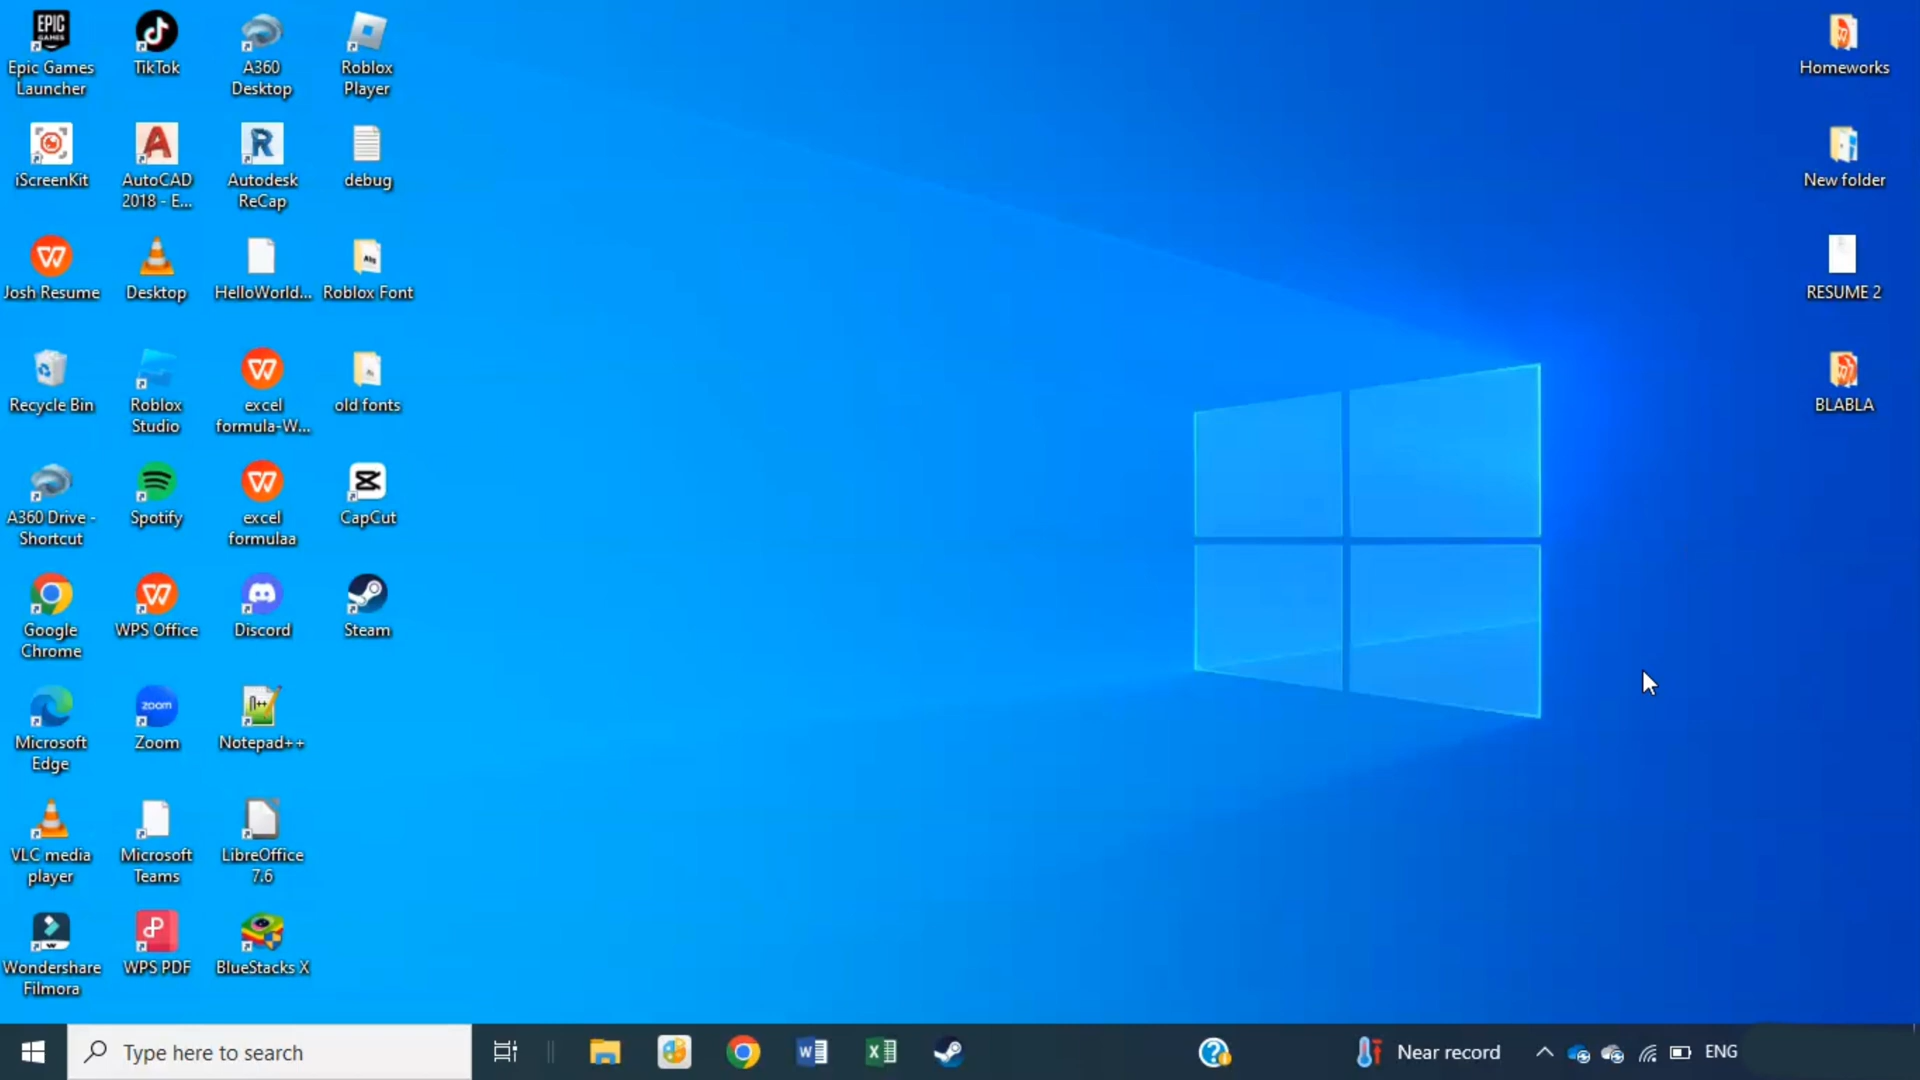 EPIC
GAMES
Epic Games
Launcher
TikTok
A360
Desktop
Roblox
Player
Homeworks
iScreenKit
AutoCAD
2018 - E...
Autodesk
ReCap
debug
New folder
Josh Resume
Desktop
HelloWorld...
Roblox Font
RESUME 2
Recycle Bin
Roblox
Studio
excel
formula-W...
old fonts
BLABLA
A360 Drive -
Shortcut
Spotify
excel
formulaa
CapCut
Google
Chrome
WPS Office
Discord
Steam
Microsoft
Edge
zoom
Zoom
Notepad++
VLC media
player
Microsoft
Teams
LibreOffice
7.6
Wondershare
Filmora
WPS PDF
BlueStacks X
Type here to search
Near record
ENG